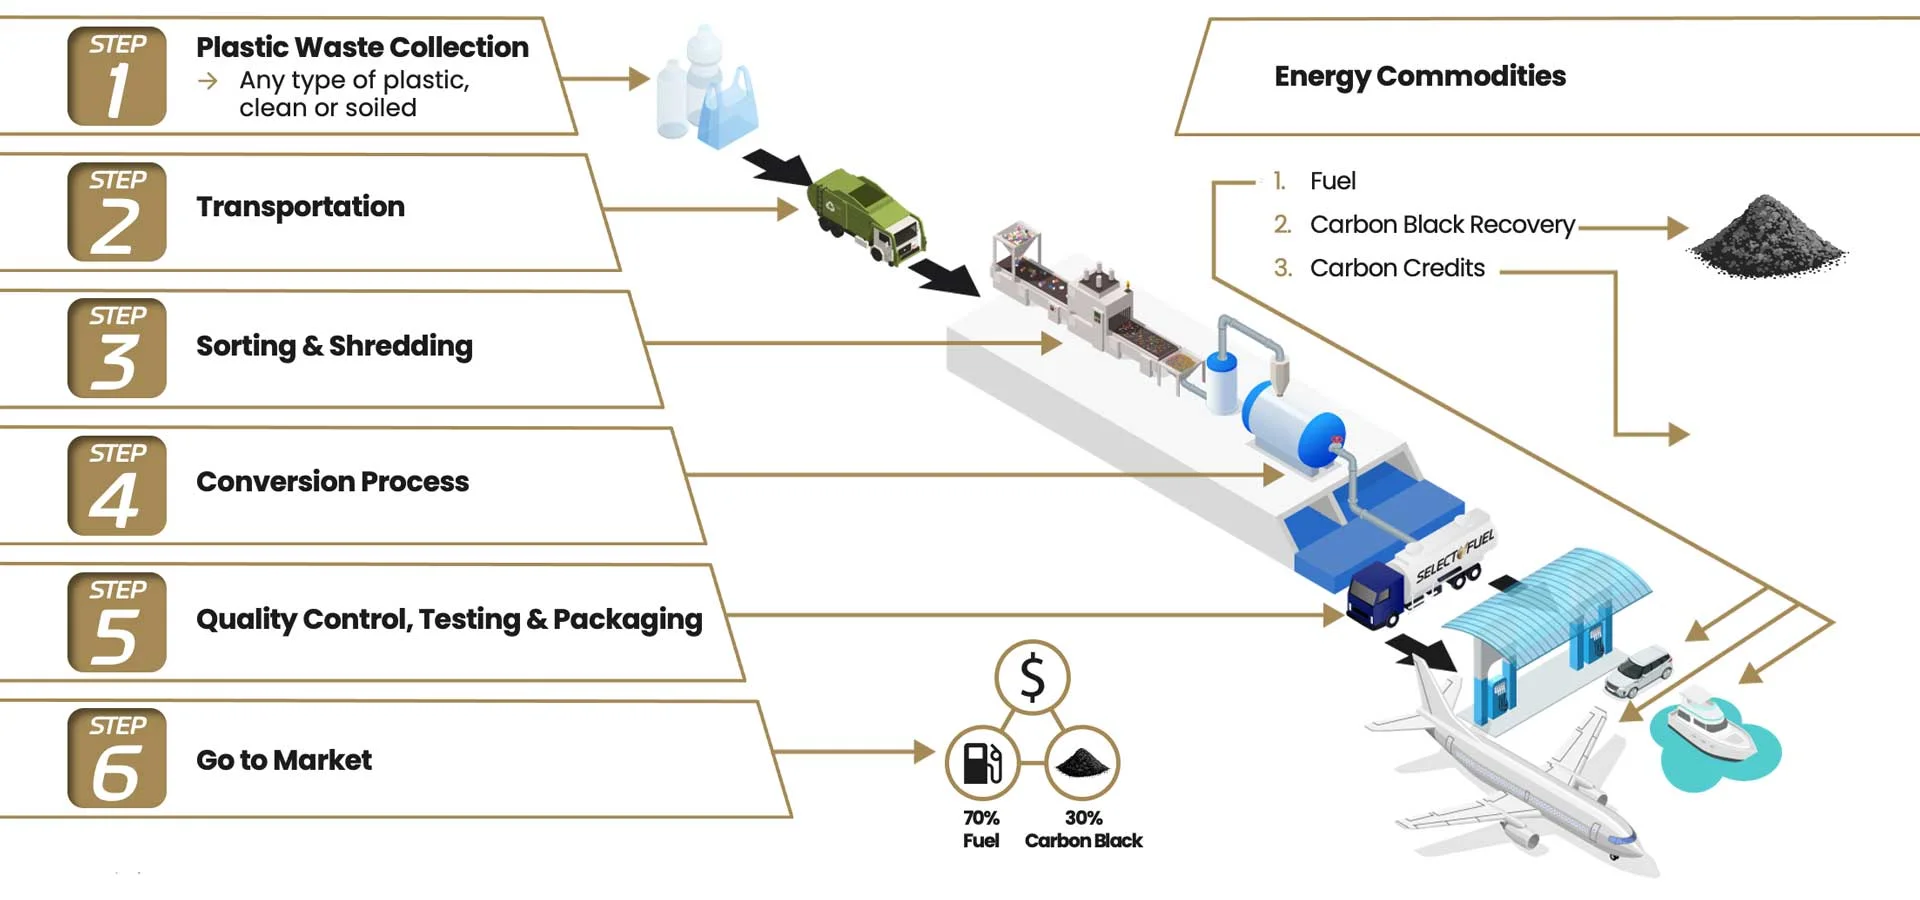 STEP
1
Plastic Waste Collection
→ Any type of plastic,
clean or soiled
STEP
2
Transportation
STEP
3
Sorting & Shredding
STEP
4
Conversion Process
STEP
5
Quality Control, Testing & Packaging
STEP
6
Go to Market
$
70%
Fuel
30%
Carbon Black
SELECT FUEL
Energy Commodities
1. Fuel
2. Carbon Black Recovery
3. Carbon Credits